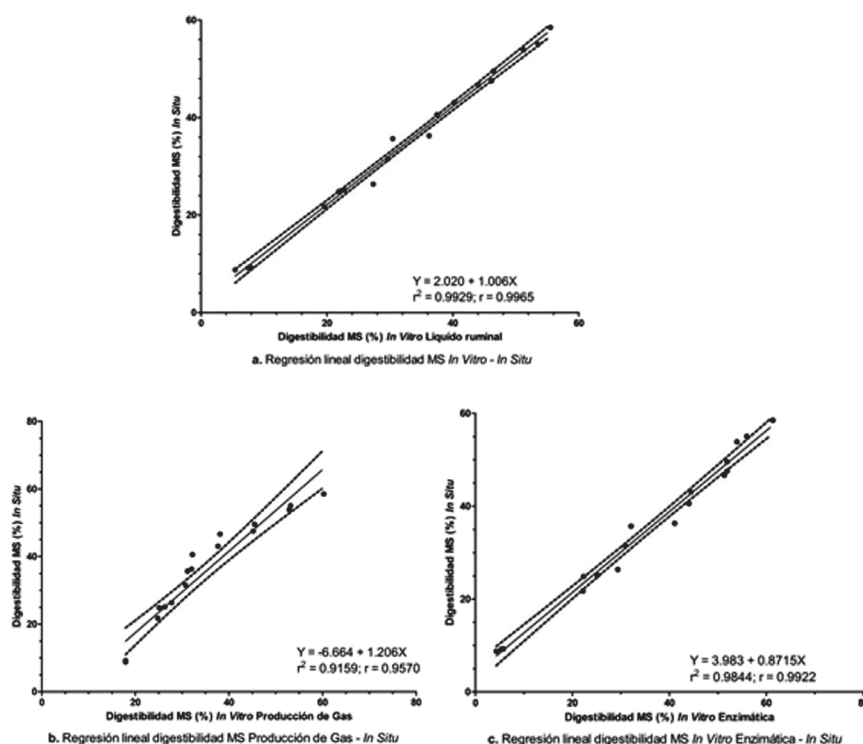 60
40
20
0
Digestibilidad MS (%) In Situ
Y = 2.020 + 1.006X
r² = 0.9929; r = 0.9965
0 20 40 60
Digestibilidad MS (%) In Vitro Liquido ruminal
a. Regresión lineal digestibilidad MS In Vitro - In Situ
80
60
40
20
0
Digestibilidad MS (%) In Situ
Y = -6.664 + 1.206X
r² = 0.9159; r = 0.9570
0 20 40 60 80
Digestibilidad MS (%) In Vitro Producción de Gas
b. Regresión lineal digestibilidad MS Producción de Gas - In Situ
60
40
20
0
Digestibilidad MS (%) In Situ
Y = 3.983 + 0.8715X
r² = 0.9844; r = 0.9922
0 20 40 60 80
Digestibilidad MS (%) In Vitro Enzimática
c. Regresión lineal digestibilidad MS In Vitro Enzimática - In Situ